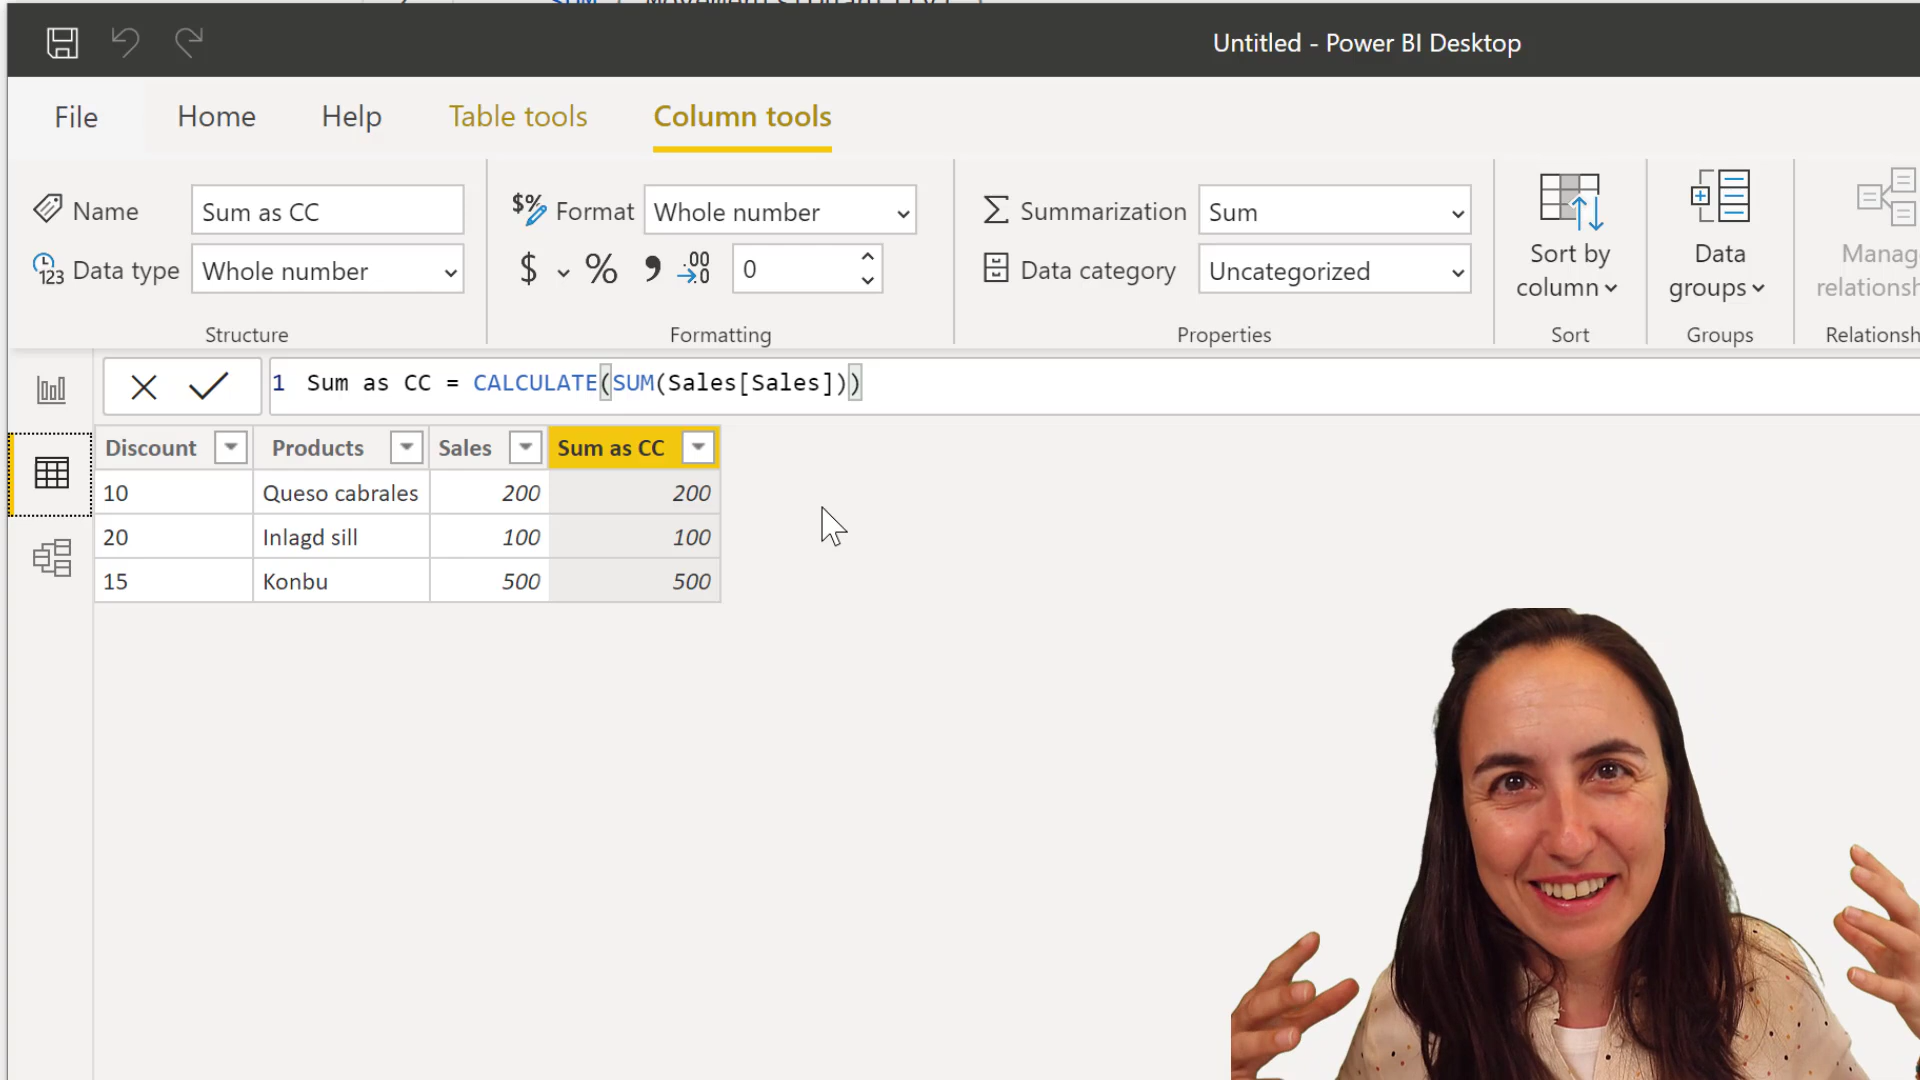 Untitled - Power BI Desktop
File Home Help Table tools Column tools
Name Sum as CC $% Format Whole number Summarization Sum Sort by column Data groups
123 Data type Whole number $ % .00 .0 0 Data category Uncategorized
Structure Formatting Properties Sort Groups
1 Sum as CC = CALCULATE(SUM(Sales[Sales]))
Discount Products Sales Sum as CC
10 Queso cabrales 200 200
20 Inlagd sill 100 100
15 Konbu 500 500